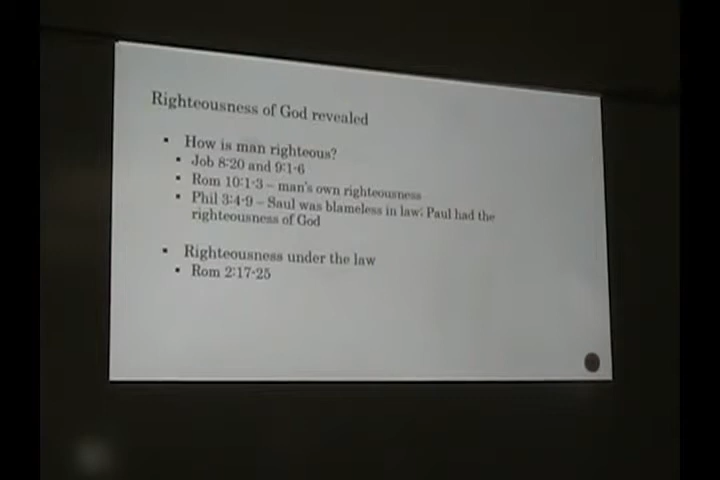 Righteousness of God revealed
▪ How is man righteous?
▪ Job 8:20 and 9:1-6
▪ Rom 10:1-3 – man's own righteousness
▪ Phil 3:4-9 – Saul was blameless in law; Paul had the
righteousness of God
▪ Righteousness under the law
▪ Rom 2:17-25